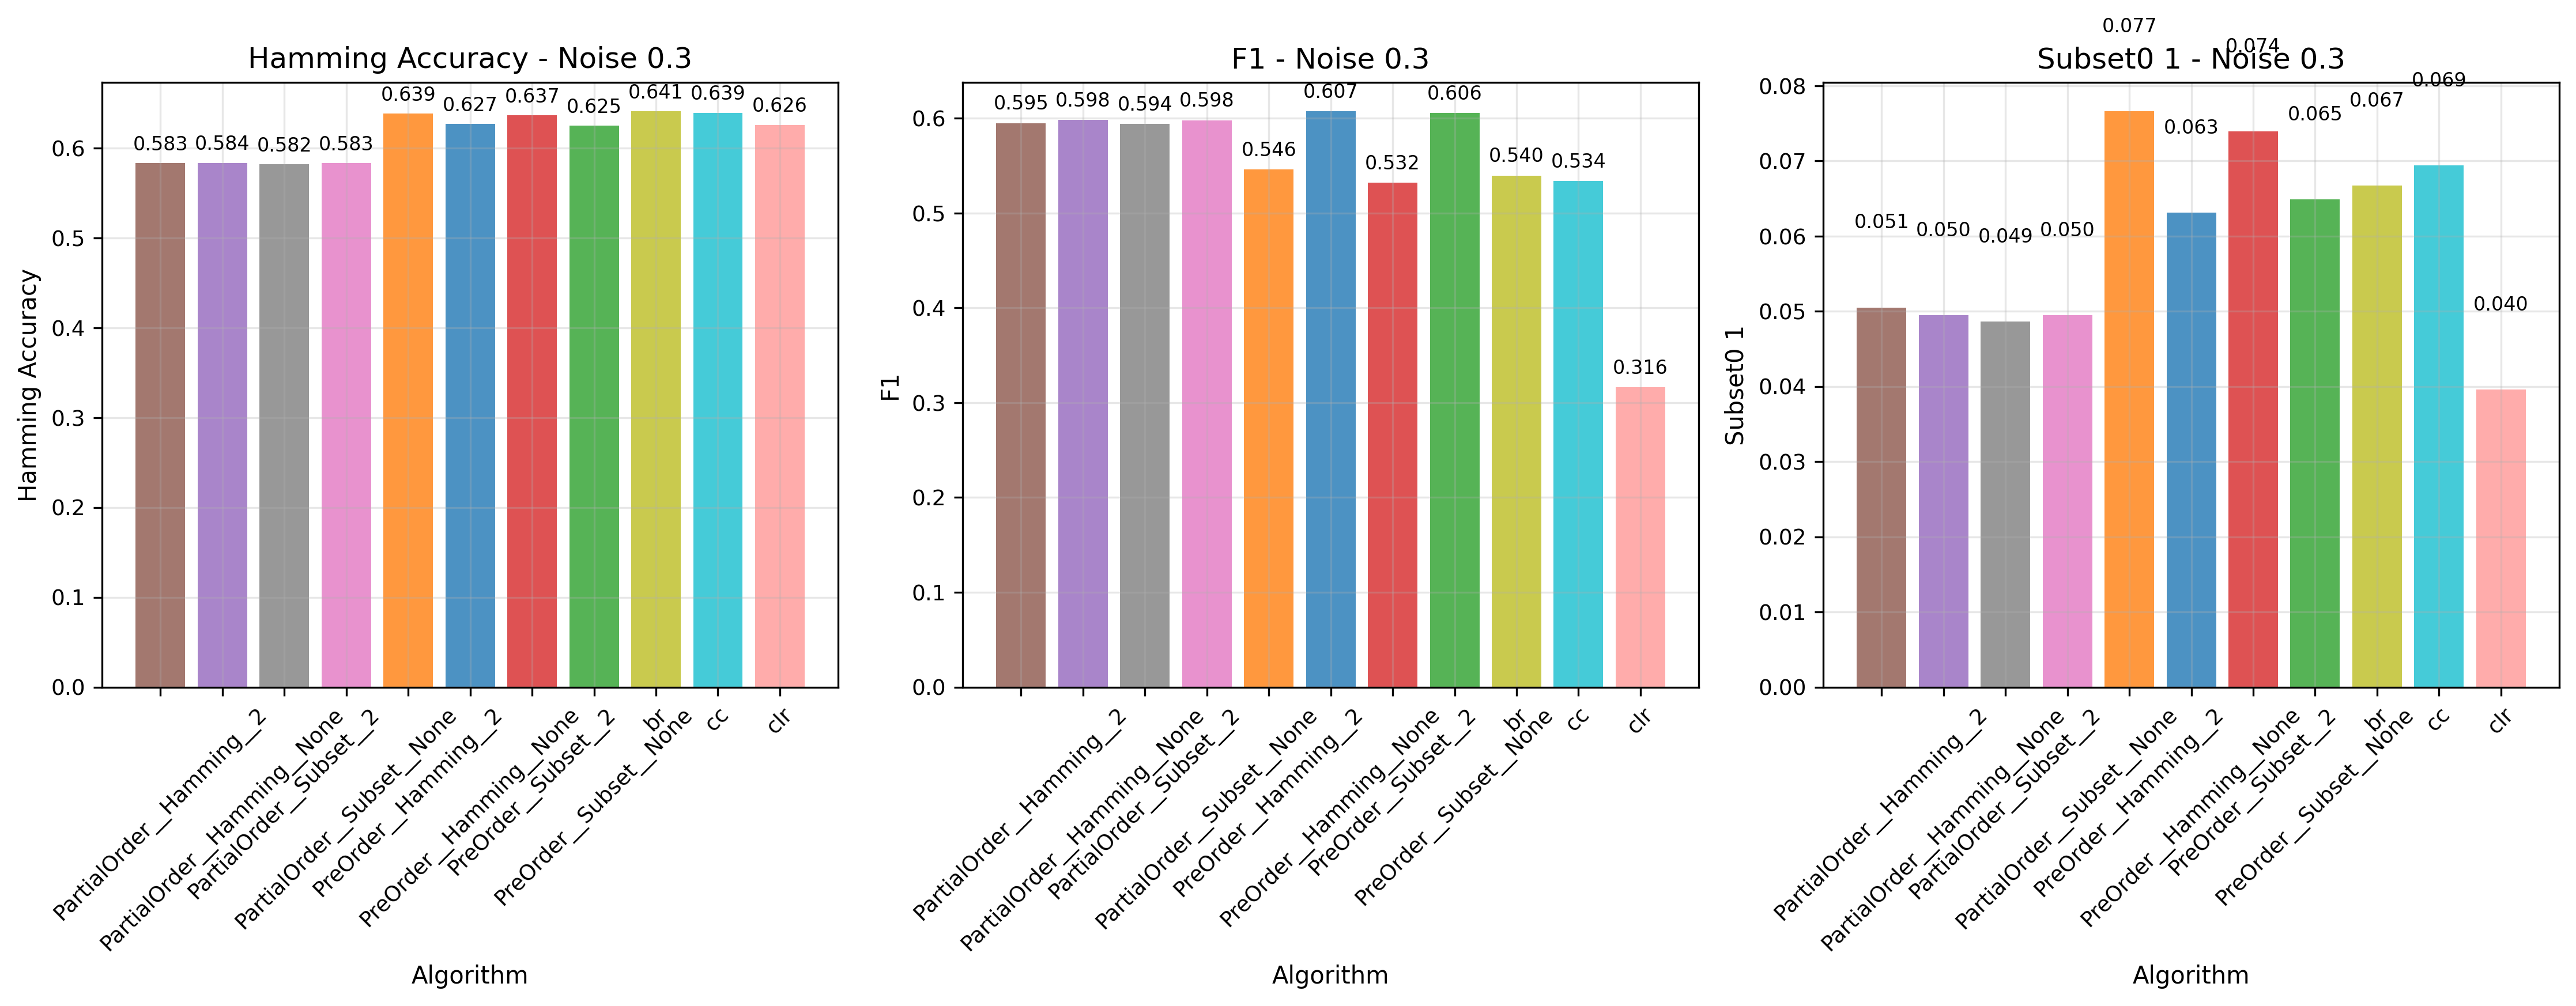 Hamming Accuracy - Noise 0.3
Hamming Accuracy
0.6
0.5
0.4
0.3
0.2
0.1
0.0
0.583
0.584
0.582
0.583
0.639
0.627
0.637
0.625
0.641
0.639
0.626
PartialOrder__Hamming__2
PartialOrder__Hamming__None
PartialOrder__Subset__2
PartialOrder__Subset__None
PreOrder__Hamming__2
PreOrder__Hamming__None
PreOrder__Subset__2
PreOrder__Subset__None
br
cc
clr
Algorithm
F1 - Noise 0.3
F1
0.6
0.5
0.4
0.3
0.2
0.1
0.0
0.595
0.598
0.594
0.598
0.546
0.607
0.532
0.606
0.540
0.534
0.316
PartialOrder__Hamming__2
PartialOrder__Hamming__None
PartialOrder__Subset__2
PartialOrder__Subset__None
PreOrder__Hamming__2
PreOrder__Hamming__None
PreOrder__Subset__2
PreOrder__Subset__None
br
cc
clr
Algorithm
Subset0 1 - Noise 0.3
Subset0 1
0.08
0.07
0.06
0.05
0.04
0.03
0.02
0.01
0.00
0.051
0.050
0.049
0.050
0.077
0.063
0.074
0.065
0.067
0.069
0.040
PartialOrder__Hamming__2
PartialOrder__Hamming__None
PartialOrder__Subset__2
PartialOrder__Subset__None
PreOrder__Hamming__2
PreOrder__Hamming__None
PreOrder__Subset__2
PreOrder__Subset__None
br
cc
clr
Algorithm